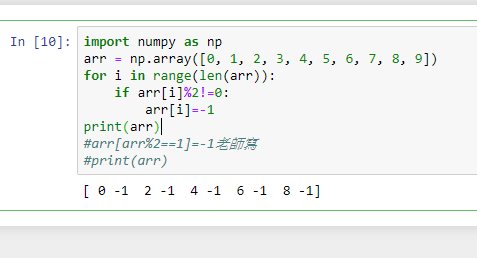 In [10]: import numpy as np
arr = np.array([0, 1, 2, 3, 4, 5, 6, 7, 8, 9])
for i in range(len(arr)):
    if arr[i]%2!=0:
        arr[i]=-1
print(arr)
#arr[arr%2==1]=-1老師寫
#print(arr)
[ 0 -1  2 -1  4 -1  6 -1  8 -1]